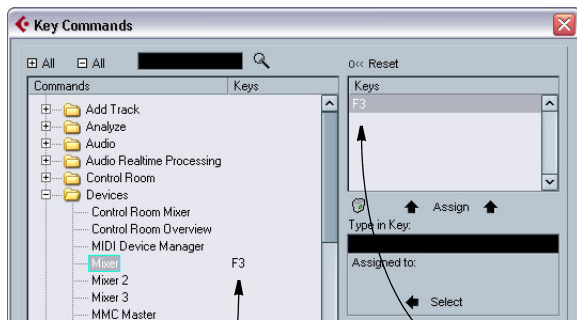 Key Commands
All All
Commands Keys
Add Track
Analyze
Audio
Audio Realtime Processing
Control Room
Devices
Control Room Mixer
Control Room Overview
MIDI Device Manager
Mixer F3
Mixer 2
Mixer 3
MMC Master
0<< Reset
Keys
F3
Assign
Type in Key:
Assigned to:
Select